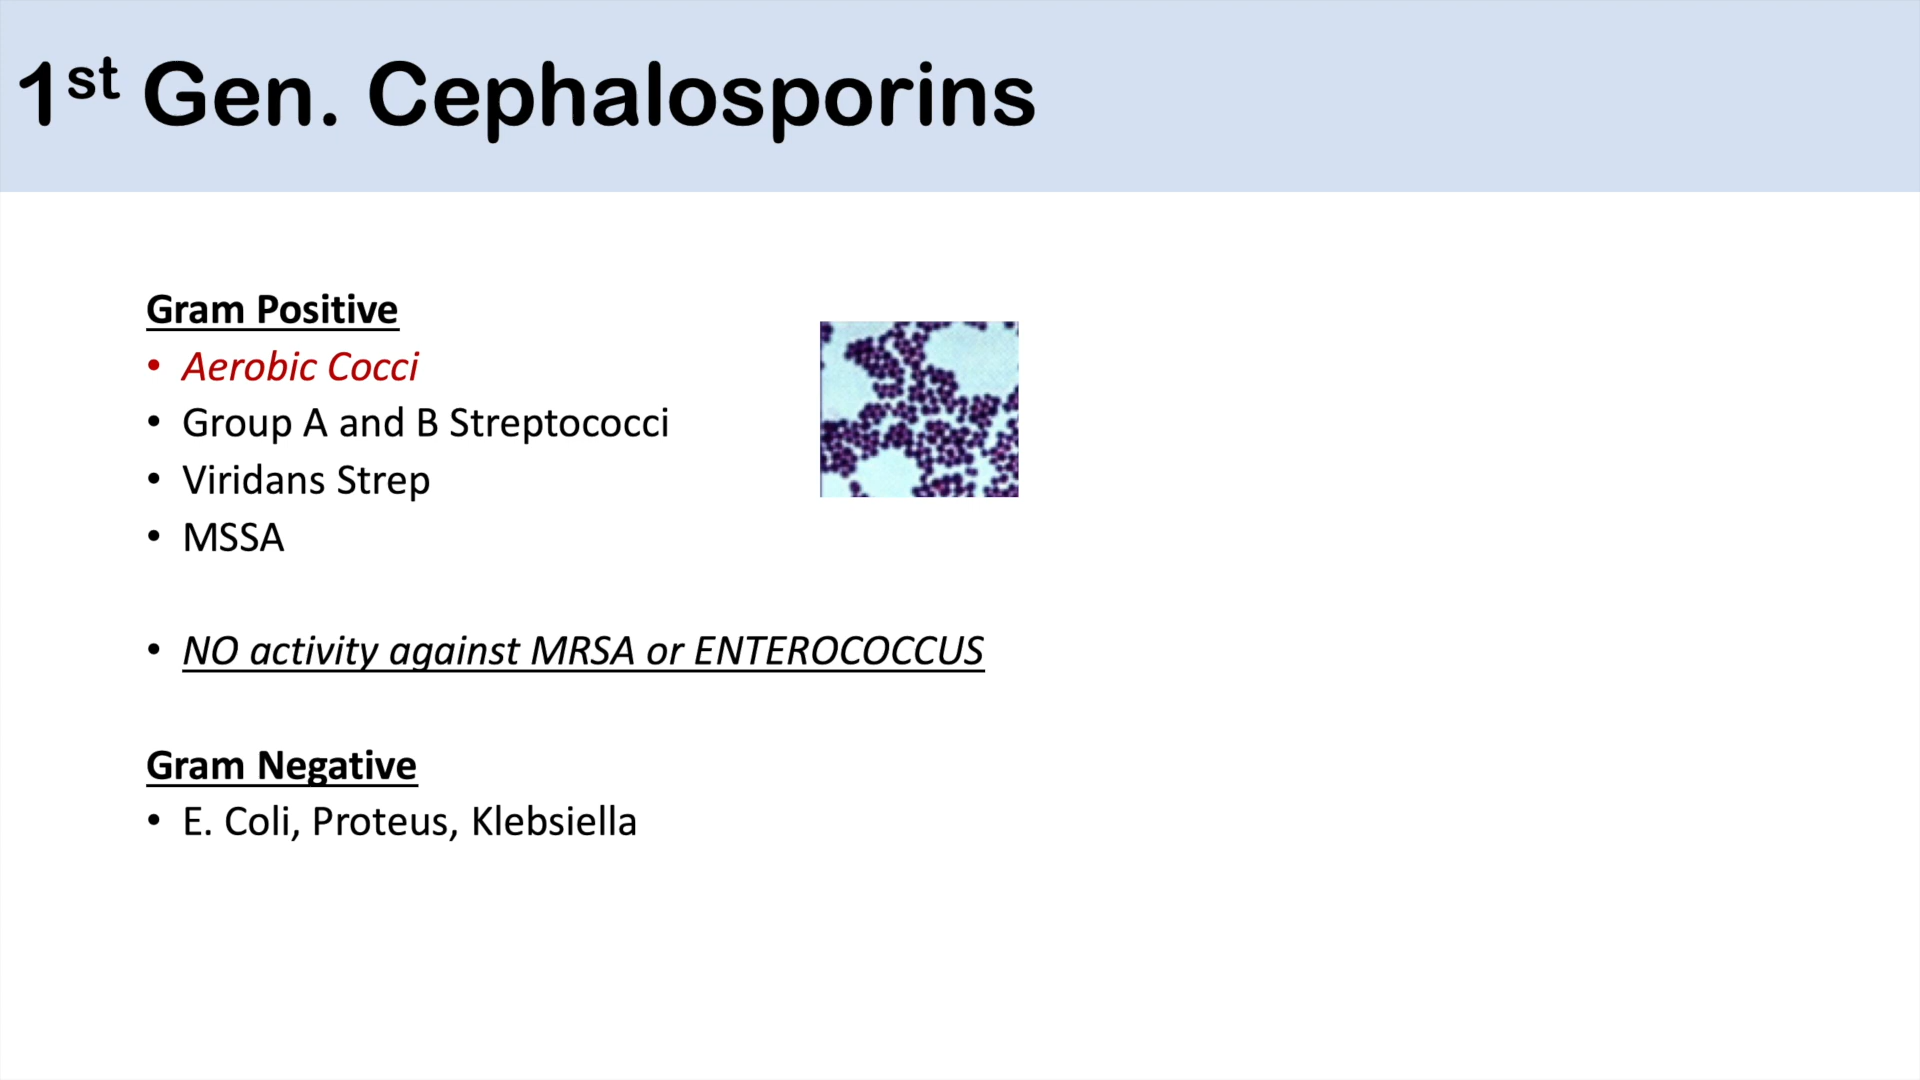 1st Gen. Cephalosporins
Gram Positive
• Aerobic Cocci
• Group A and B Streptococci
• Viridans Strep
• MSSA
• NO activity against MRSA or ENTEROCOCCUS
Gram Negative
• E. Coli, Proteus, Klebsiella